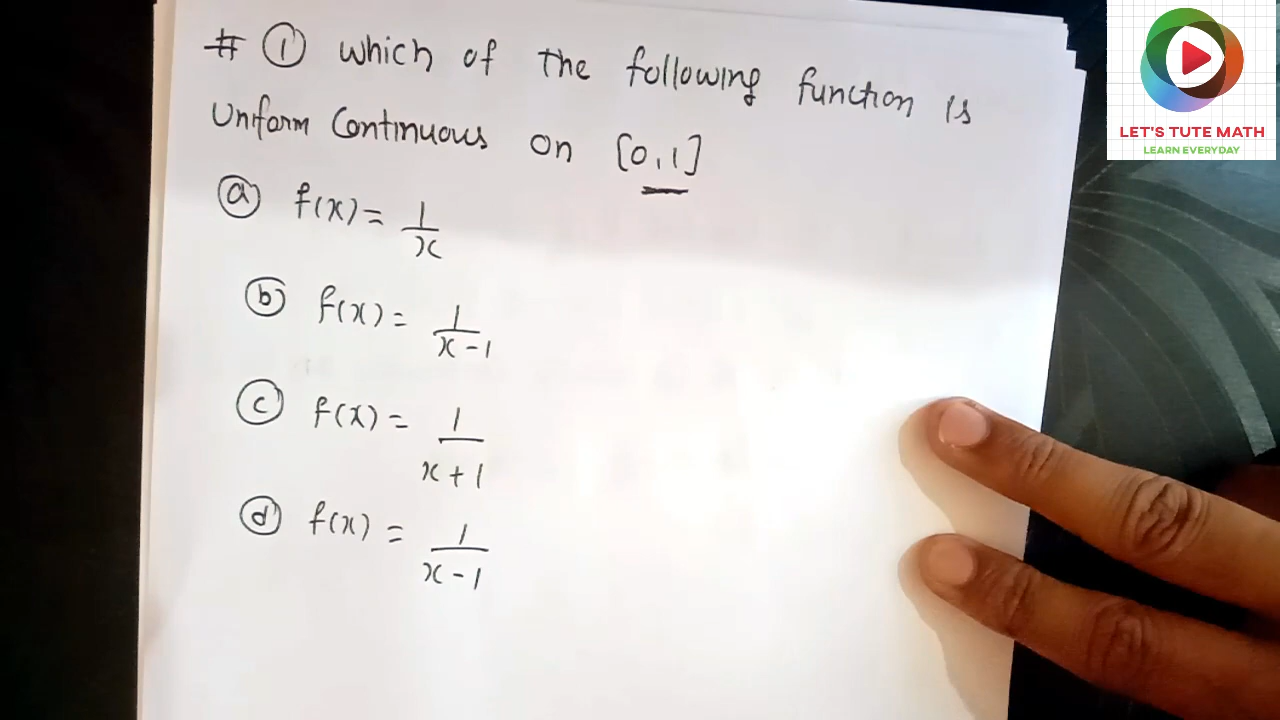 # ① which of the following function is
Uniform Continuous on [0,1]
ⓐ f(x) = 1/x
ⓑ f(x) = 1/x-1
ⓒ f(x) = 1/x+1
ⓓ f(x) = 1/x-1
LET'S TUTE MATH
LEARN EVERYDAY